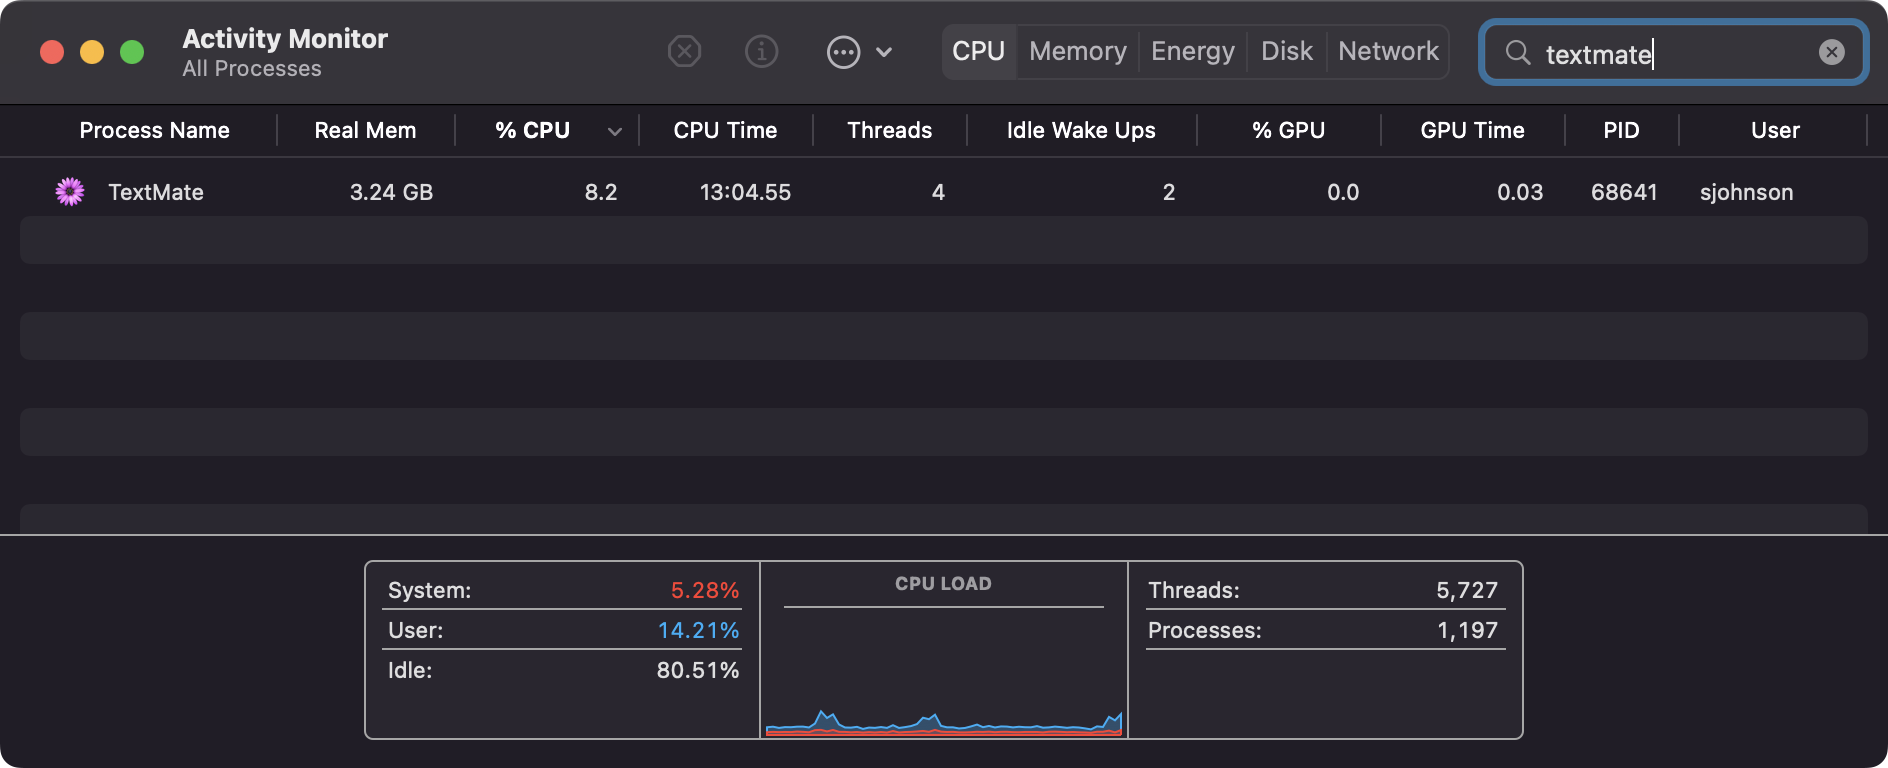 Activity Monitor
All Processes
CPU Memory Energy Disk Network
textmate
Process Name Real Mem % CPU CPU Time Threads Idle Wake Ups % GPU GPU Time PID User
TextMate 3.24 GB 8.2 13:04.55 4 2 0.0 0.03 68641 sjohnson
System: 5.28%
User: 14.21%
Idle: 80.51%
CPU LOAD
Threads: 5,727
Processes: 1,197